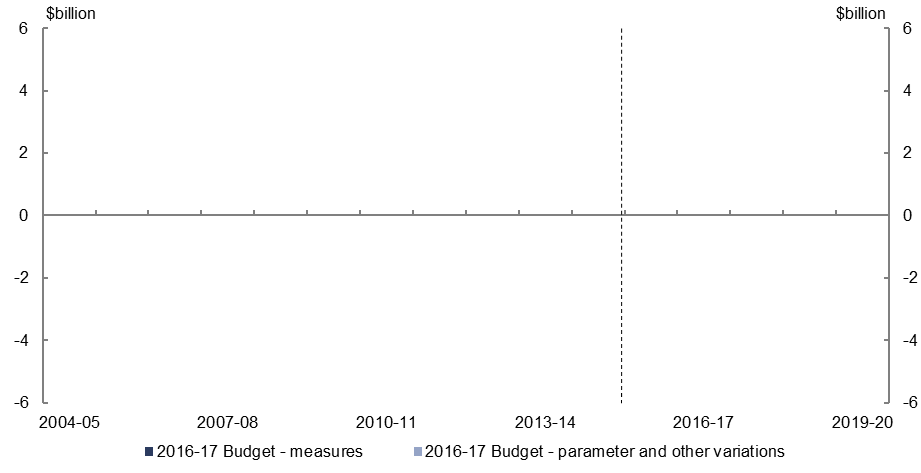 $billion $billion
6 6
4 4
2 2
0 0
-2 -2
-4 -4
-6 -6
2004-05 2007-08 2010-11 2013-14 2016-17 2019-20
2016-17 Budget - measures 2016-17 Budget - parameter and other variations